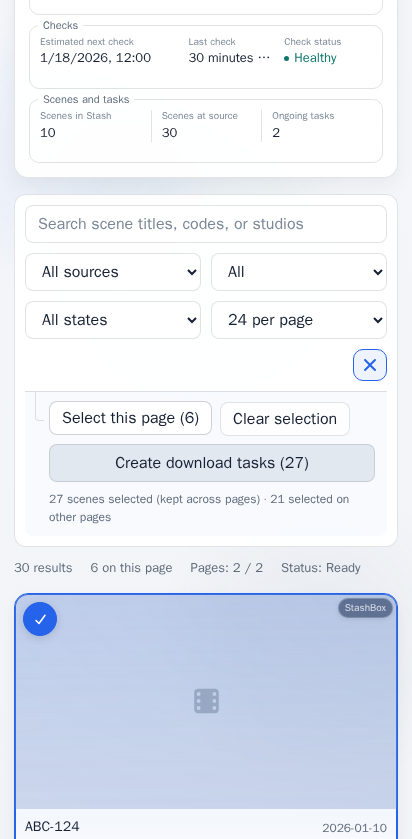 Checks
Estimated next check
Last check
Check status
1/18/2026, 12:00
30 minutes ···
Healthy
Scenes and tasks
Scenes in Stash
Scenes at source
Ongoing tasks
10
30
2
Search scene titles, codes, or studios
All sources
All
All states
24 per page
Select this page (6)
Clear selection
Create download tasks (27)
27 scenes selected (kept across pages) · 21 selected on
other pages
30 results
6 on this page
Pages: 2 / 2
Status: Ready
StashBox
ABC-124
2026-01-10